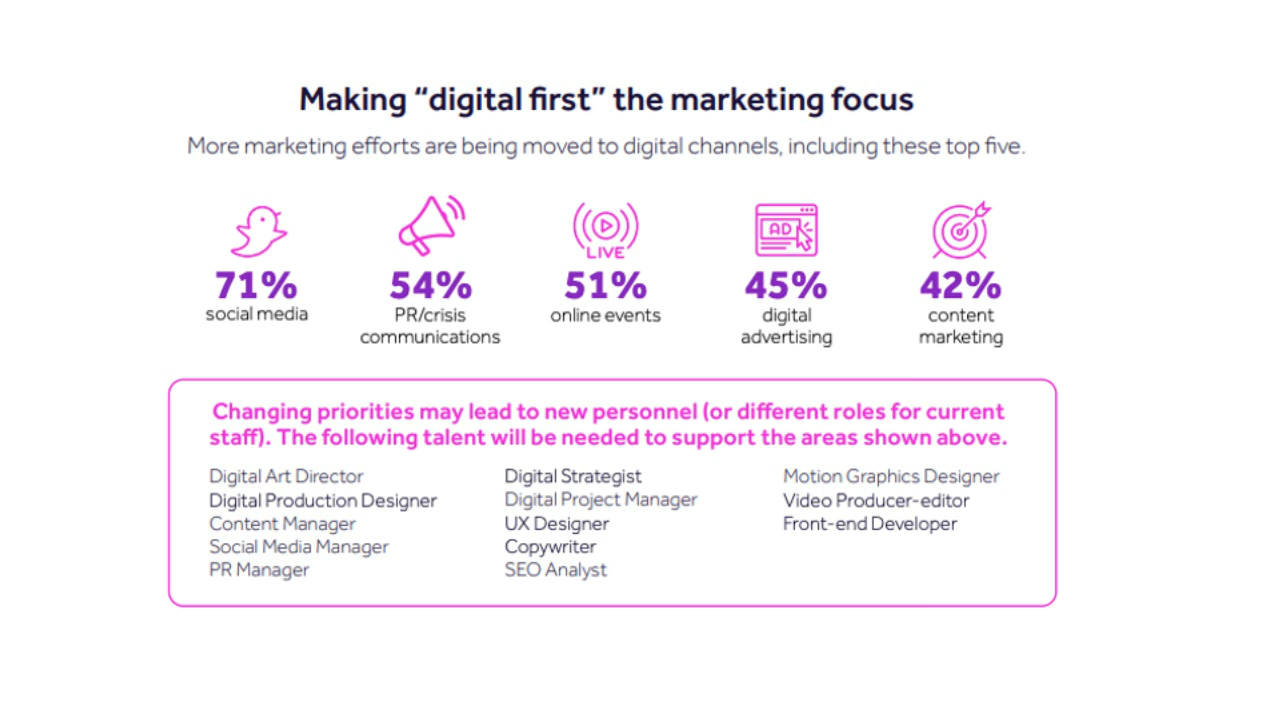 Making “digital first” the marketing focus
More marketing efforts are being moved to digital channels, including these top five.
LIVE
AD
71%
social media
54%
PR/crisis
communications
51%
online events
45%
digital
advertising
42%
content
marketing
Changing priorities may lead to new personnel (or different roles for current
staff). The following talent will be needed to support the areas shown above.
Digital Art Director
Digital Production Designer
Content Manager
Social Media Manager
PR Manager
Digital Strategist
Digital Project Manager
UX Designer
Copywriter
SEO Analyst
Motion Graphics Designer
Video Producer-editor
Front-end Developer